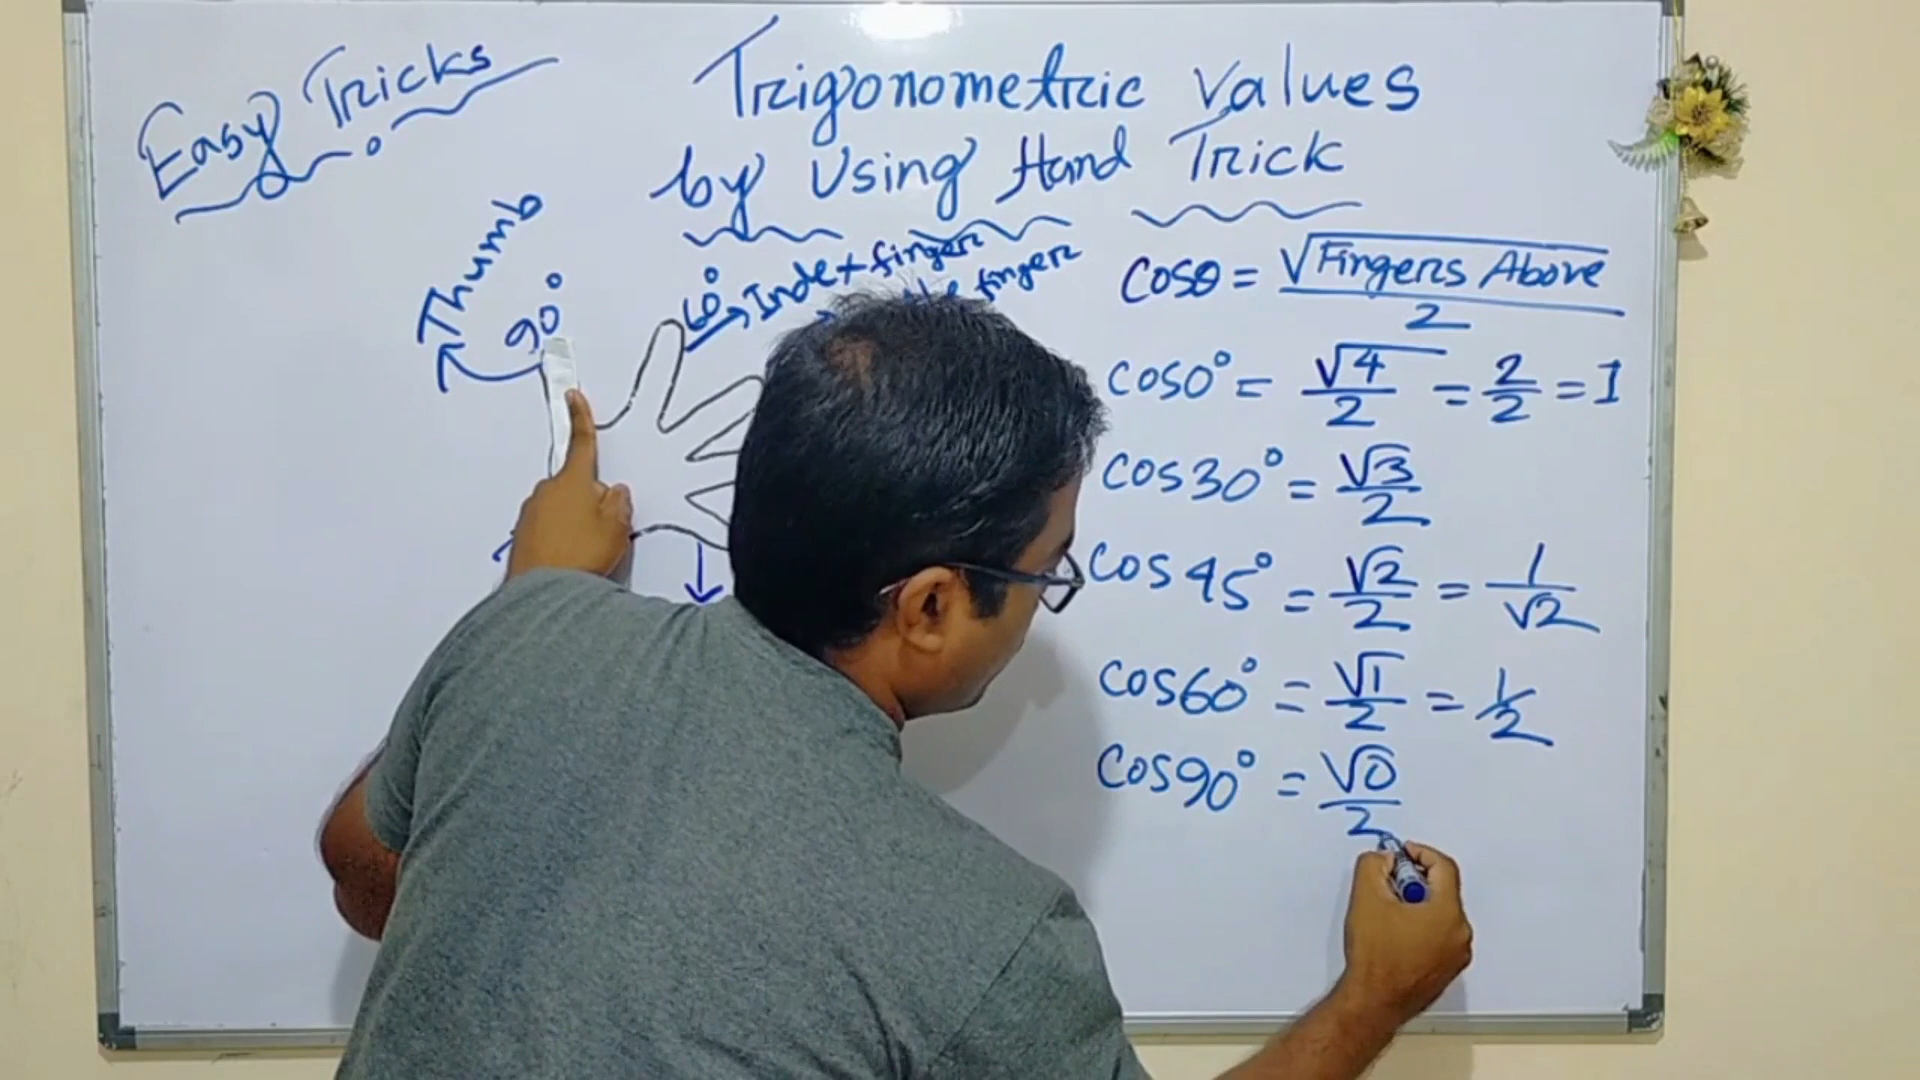 Easy Tricks
Trigonometric Values
by Using Hand Trick
Thumb
90°
60° → Index finger
finger
cosθ = √Fingers Above / 2
cos0° = √4/2 = 2/2 = 1
cos30° = √3/2
cos45° = √2/2 = 1/√2
cos60° = √1/2 = 1/2
cos90° = √0/2